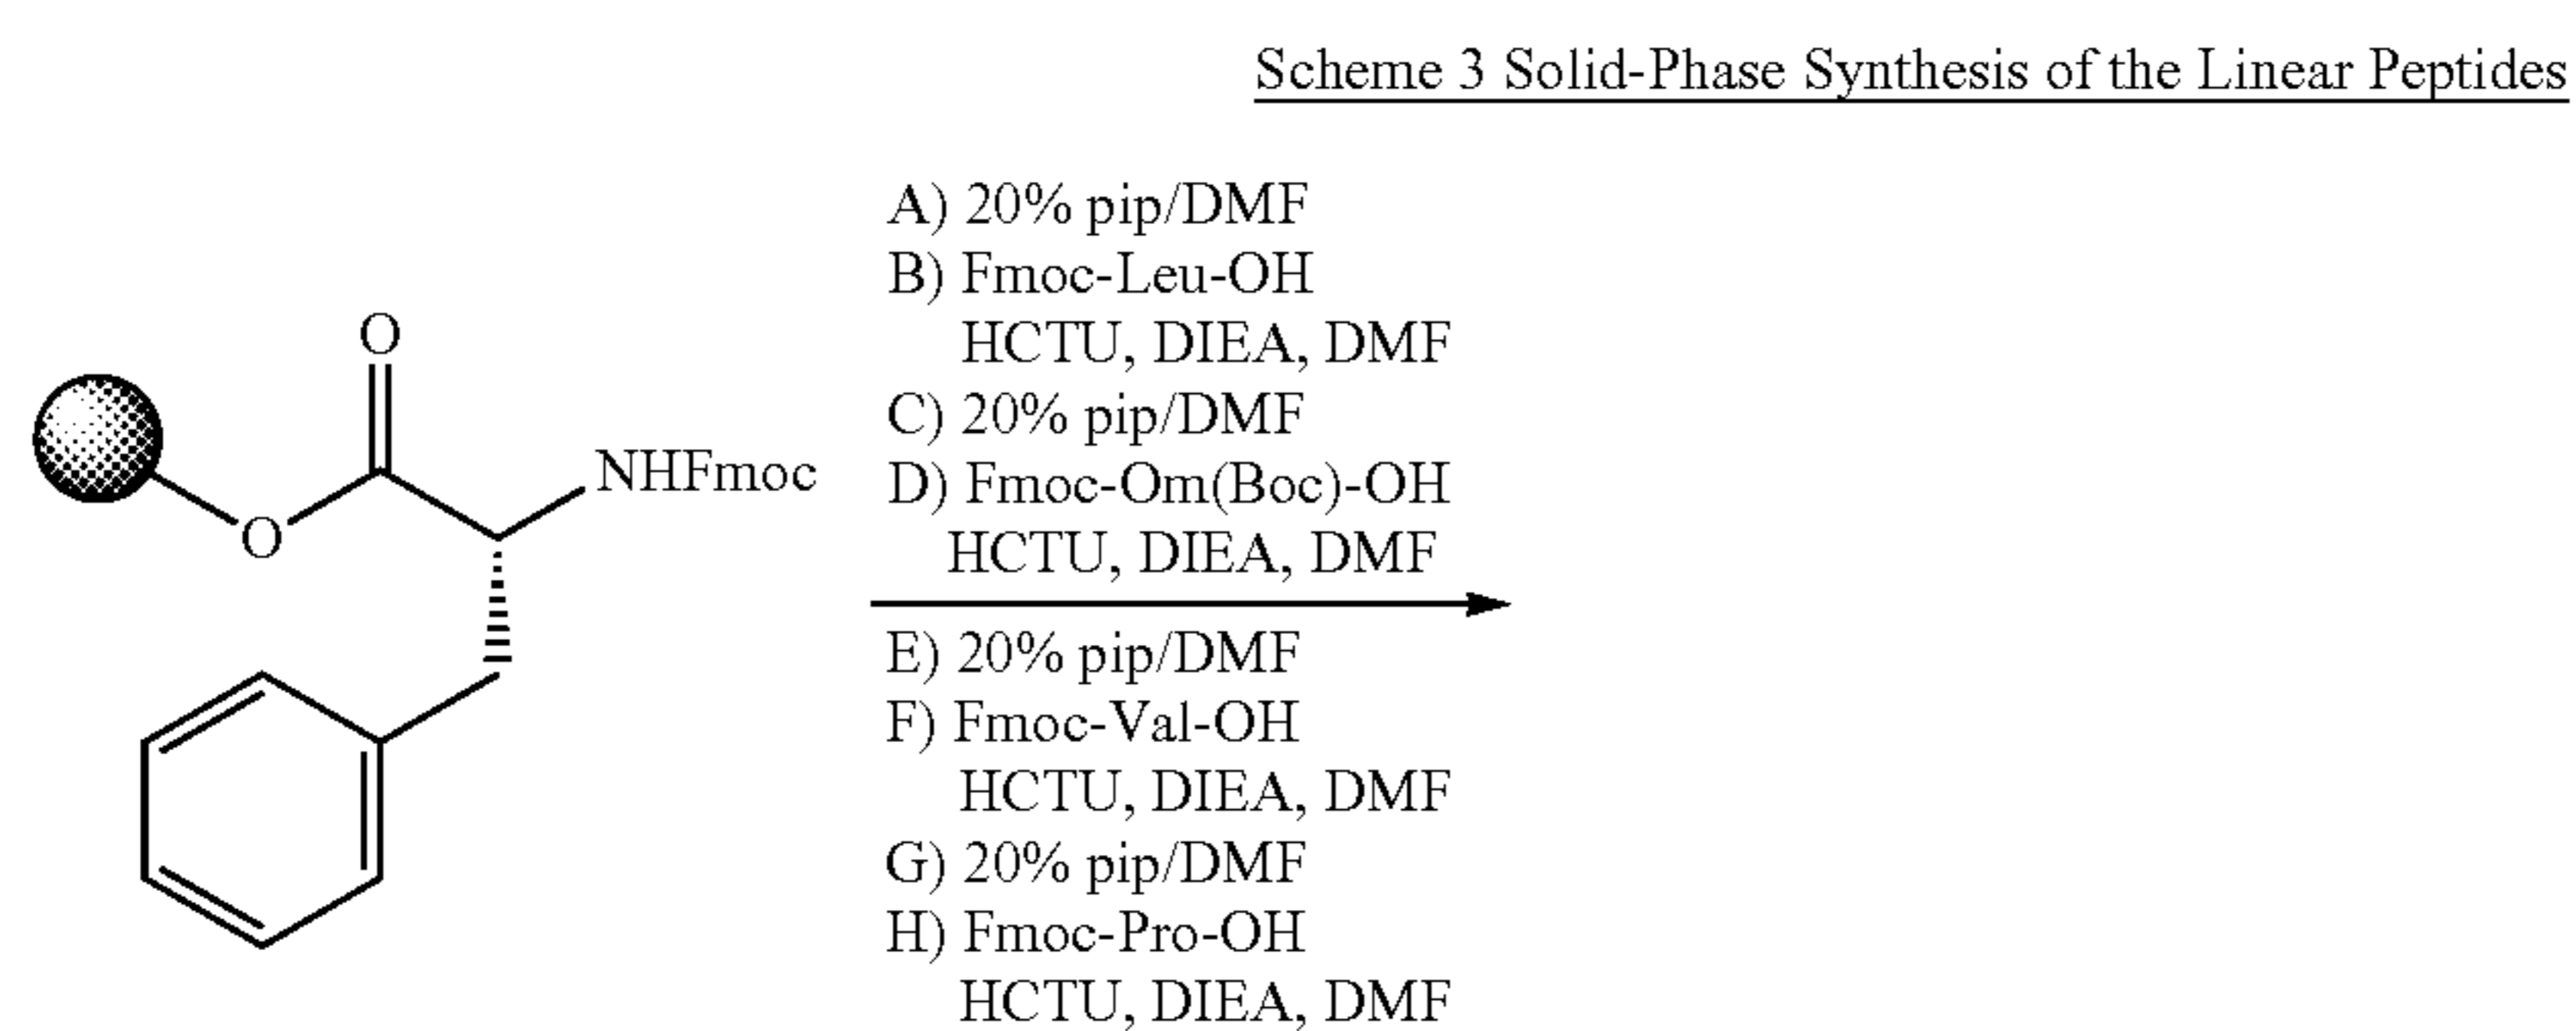 Scheme 3 Solid-Phase Synthesis of the Linear Peptides
O
O
NHFmoc
A) 20% pip/DMF
B) Fmoc-Leu-OH
HCTU, DIEA, DMF
C) 20% pip/DMF
D) Fmoc-Om(Boc)-OH
HCTU, DIEA, DMF
E) 20% pip/DMF
F) Fmoc-Val-OH
HCTU, DIEA, DMF
G) 20% pip/DMF
H) Fmoc-Pro-OH
HCTU, DIEA, DMF